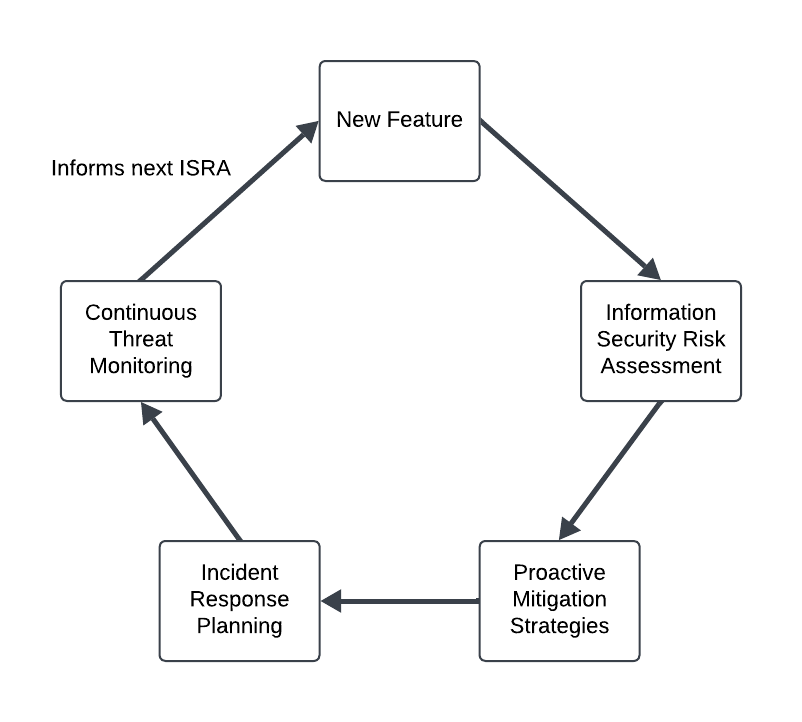 New Feature
Informs next ISRA
Continuous
Threat
Monitoring
Information
Security Risk
Assessment
Incident
Response
Planning
Proactive
Mitigation
Strategies